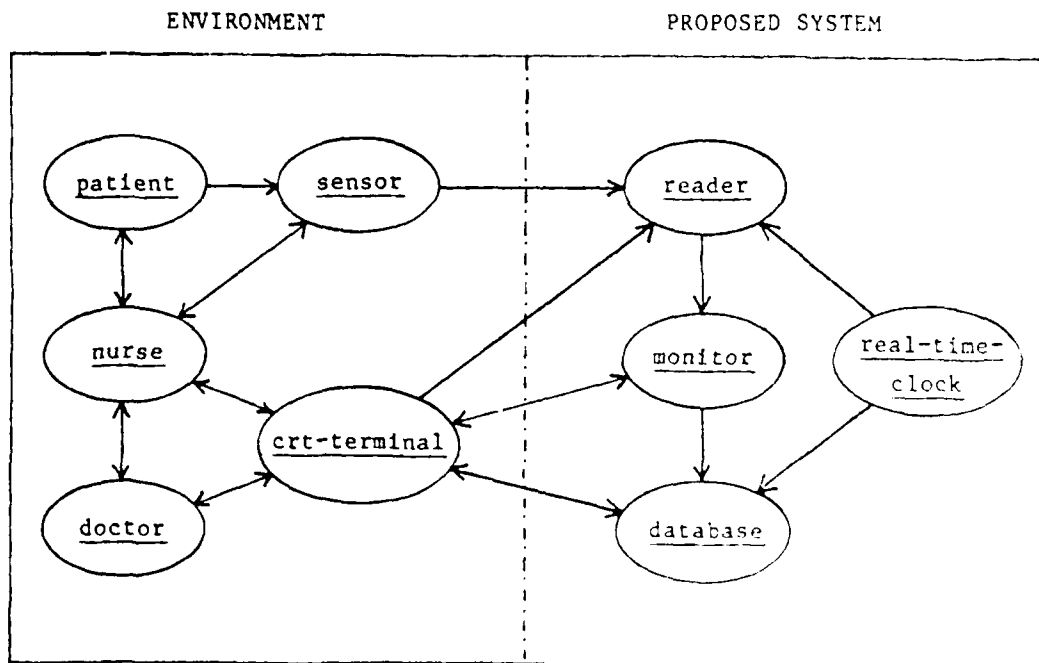 ENVIRONMENT
PROPOSED SYSTEM
patient
sensor
reader
nurse
monitor
real-time-
clock
crt-terminal
doctor
database